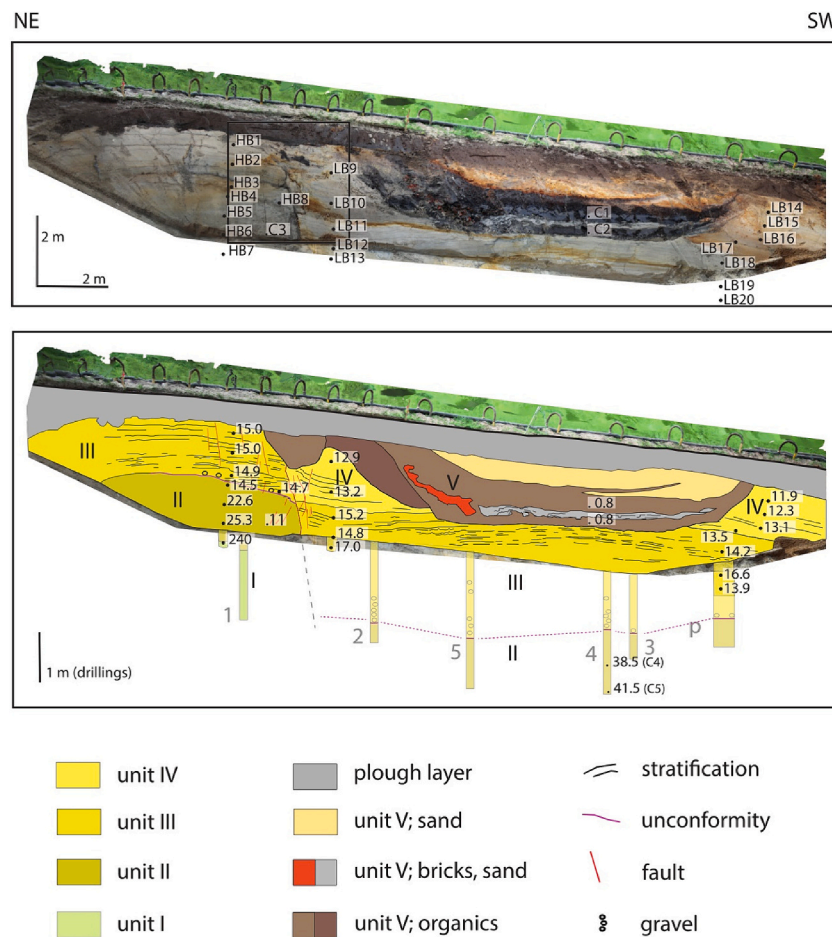 NE SW
HB1
HB2
LB9
HB3
HB4
HB8
LB10
LB14
C1
HB5
LB15
C2
LB11
HB6
C3
LB16
LB17
LB12
2 m
HB7
LB13
LB18
2 m
LB19
LB20
15.0
15.0
12.9
III
IV
V
14.9
14.7
14.5
13.2
11.9
II
22.6
.0.8
IV
12.3
15.2
25.3
.11
.0.8
13.1
13.5
14.8
240
17.0
14.2
I
III
16.6
13.9
1
2
5
4
3
p
II
1 m (drillings)
38.5 (C4)
41.5 (C5)
unit IV
plough layer
stratification
unit III
unit V; sand
unconformity
unit II
unit V; bricks, sand
fault
unit I
unit V; organics
gravel